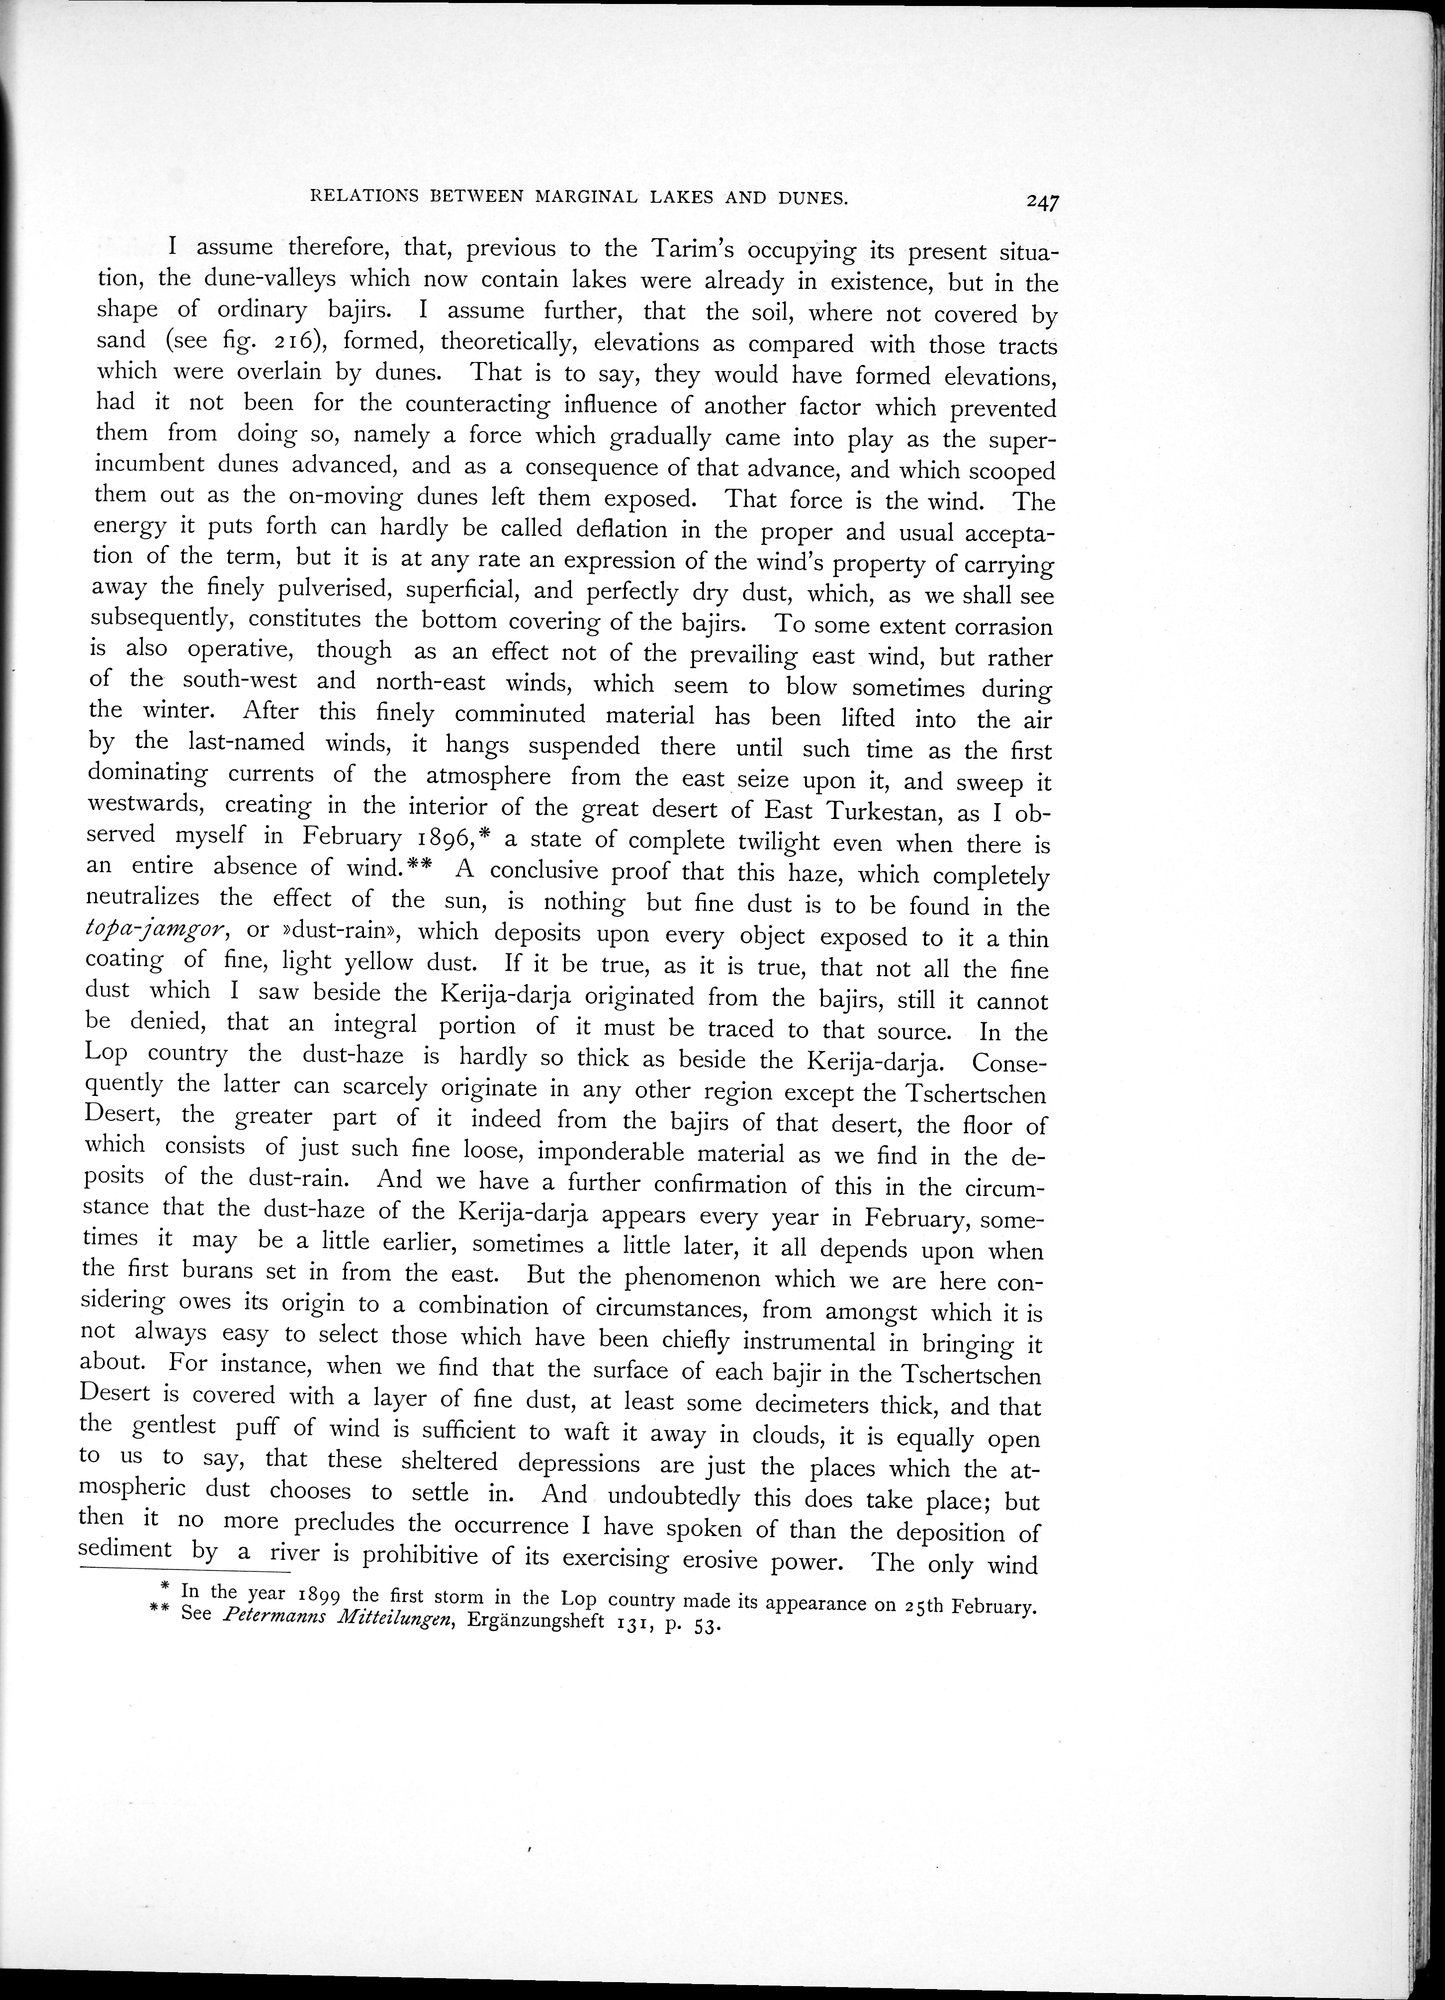 RELATIONS BETWEEN MARGINAL LAKES AND DUNES. 247
I assume therefore, that, previous to the Tarim's occupying its present situa-
tion, the dune-valleys which now contain lakes were already in existence, but in the
shape of ordinary bajirs. I assume further, that the soil, where not covered by
sand (see fig. 216), formed, theoretically, elevations as compared with those tracts
which were overlain by dunes. That is to say, they would have formed elevations,
had it not been for the counteracting influence of another factor which prevented
them from doing so, namely a force which gradually came into play as the super-
incumbent dunes advanced, and as a consequence of that advance, and which scooped
them out as the on-moving dunes left them exposed. That force is the wind. The
energy it puts forth can hardly be called deflation in the proper and usual accepta-
tion of the term, but it is at any rate an expression of the wind's property of carrying
away the finely pulverised, superficial, and perfectly dry dust, which, as we shall see
subsequently, constitutes the bottom covering of the bajirs. To some extent corrasion
is also operative, though as an effect not of the prevailing east wind, but rather
of the south-west and north-east winds, which seem to blow sometimes during
the winter. After this finely comminuted material has been lifted into the air
by the last-named winds, it hangs suspended there until such time as the first
dominating currents of the atmosphere from the east seize upon it, and sweep it
westwards, creating in the interior of the great desert of East Turkestan, as I ob-
served myself in February 1896,* a state of complete twilight even when there is
an entire absence of wind.** A conclusive proof that this haze, which completely
neutralizes the effect of the sun, is nothing but fine dust is to be found in the
topa-jamgor, or »dust-rain», which deposits upon every object exposed to it a thin
coating of fine, light yellow dust. If it be true, as it is true, that not all the fine
dust which I saw beside the Kerija-darja originated from the bajirs, still it cannot
be denied, that an integral portion of it must be traced to that source. In the
Lop country the dust-haze is hardly so thick as beside the Kerija-darja. Conse-
quently the latter can scarcely originate in any other region except the Tschertschen
Desert, the greater part of it indeed from the bajirs of that desert, the floor of
which consists of just such fine loose, imponderable material as we find in the de-
posits of the dust-rain. And we have a further confirmation of this in the circum-
stance that the dust-haze of the Kerija-darja appears every year in February, some-
times it may be a little earlier, sometimes a little later, it all depends upon when
the first burans set in from the east. But the phenomenon which we are here con-
sidering owes its origin to a combination of circumstances, from amongst which it is
not always easy to select those which have been chiefly instrumental in bringing it
about. For instance, when we find that the surface of each bajir in the Tschertschen
Desert is covered with a layer of fine dust, at least some decimeters thick, and that
the gentlest puff of wind is sufficient to waft it away in clouds, it is equally open
to us to say, that these sheltered depressions are just the places which the at-
mospheric dust chooses to settle in. And undoubtedly this does take place; but
then it no more precludes the occurrence I have spoken of than the deposition of
sediment by a river is prohibitive of its exercising erosive power. The only wind
* In the year 1899 the first storm in the Lop country made its appearance on 25th February.
** See Petermanns Mitteilungen, Ergänzungsheft 131, p. 53.